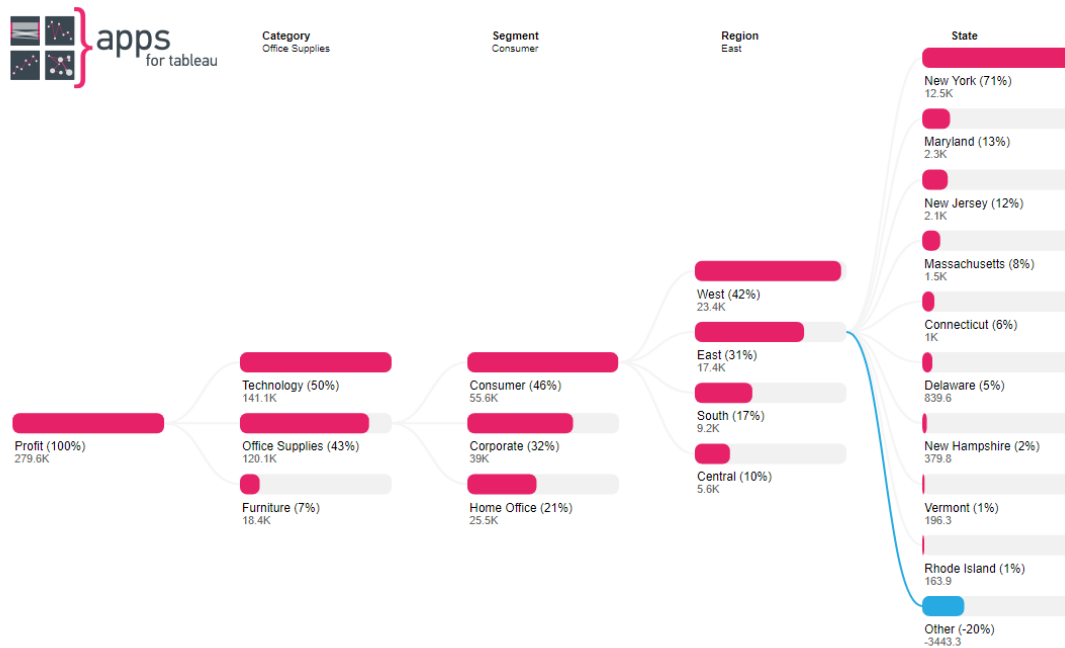 apps
for tableau
Category
Office Supplies
Segment
Consumer
Region
East
State
Profit (100%)
279.6K
Technology (50%)
141.1K
Office Supplies (43%)
120.1K
Furniture (7%)
18.4K
Consumer (46%)
55.6K
Corporate (32%)
39K
Home Office (21%)
25.5K
West (42%)
23.4K
East (31%)
17.4K
South (17%)
9.2K
Central (10%)
5.6K
New York (71%)
12.5K
Maryland (13%)
2.3K
New Jersey (12%)
2.1K
Massachusetts (8%)
1.5K
Connecticut (6%)
1K
Delaware (5%)
839.6
New Hampshire (2%)
379.8
Vermont (1%)
196.3
Rhode Island (1%)
163.9
Other (-20%)
-3443.3